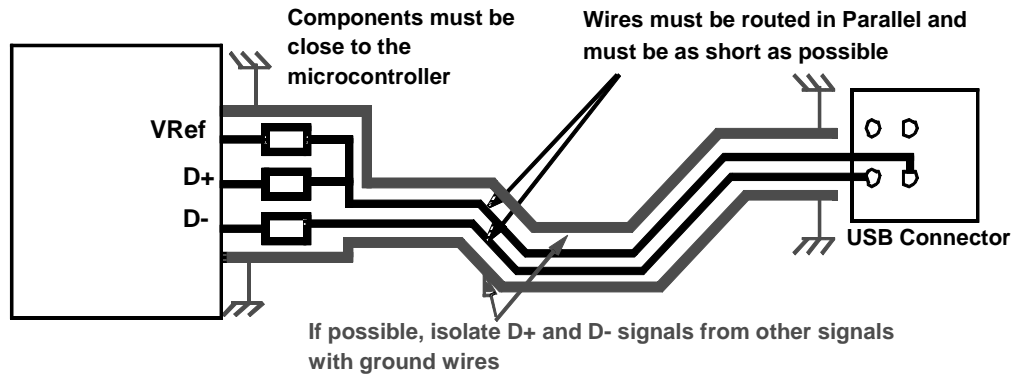 Components must be
close to the
microcontroller
Wires must be routed in Parallel and
must be as short as possible
VRef
D+
D-
USB Connector
If possible, isolate D+ and D- signals from other signals
with ground wires